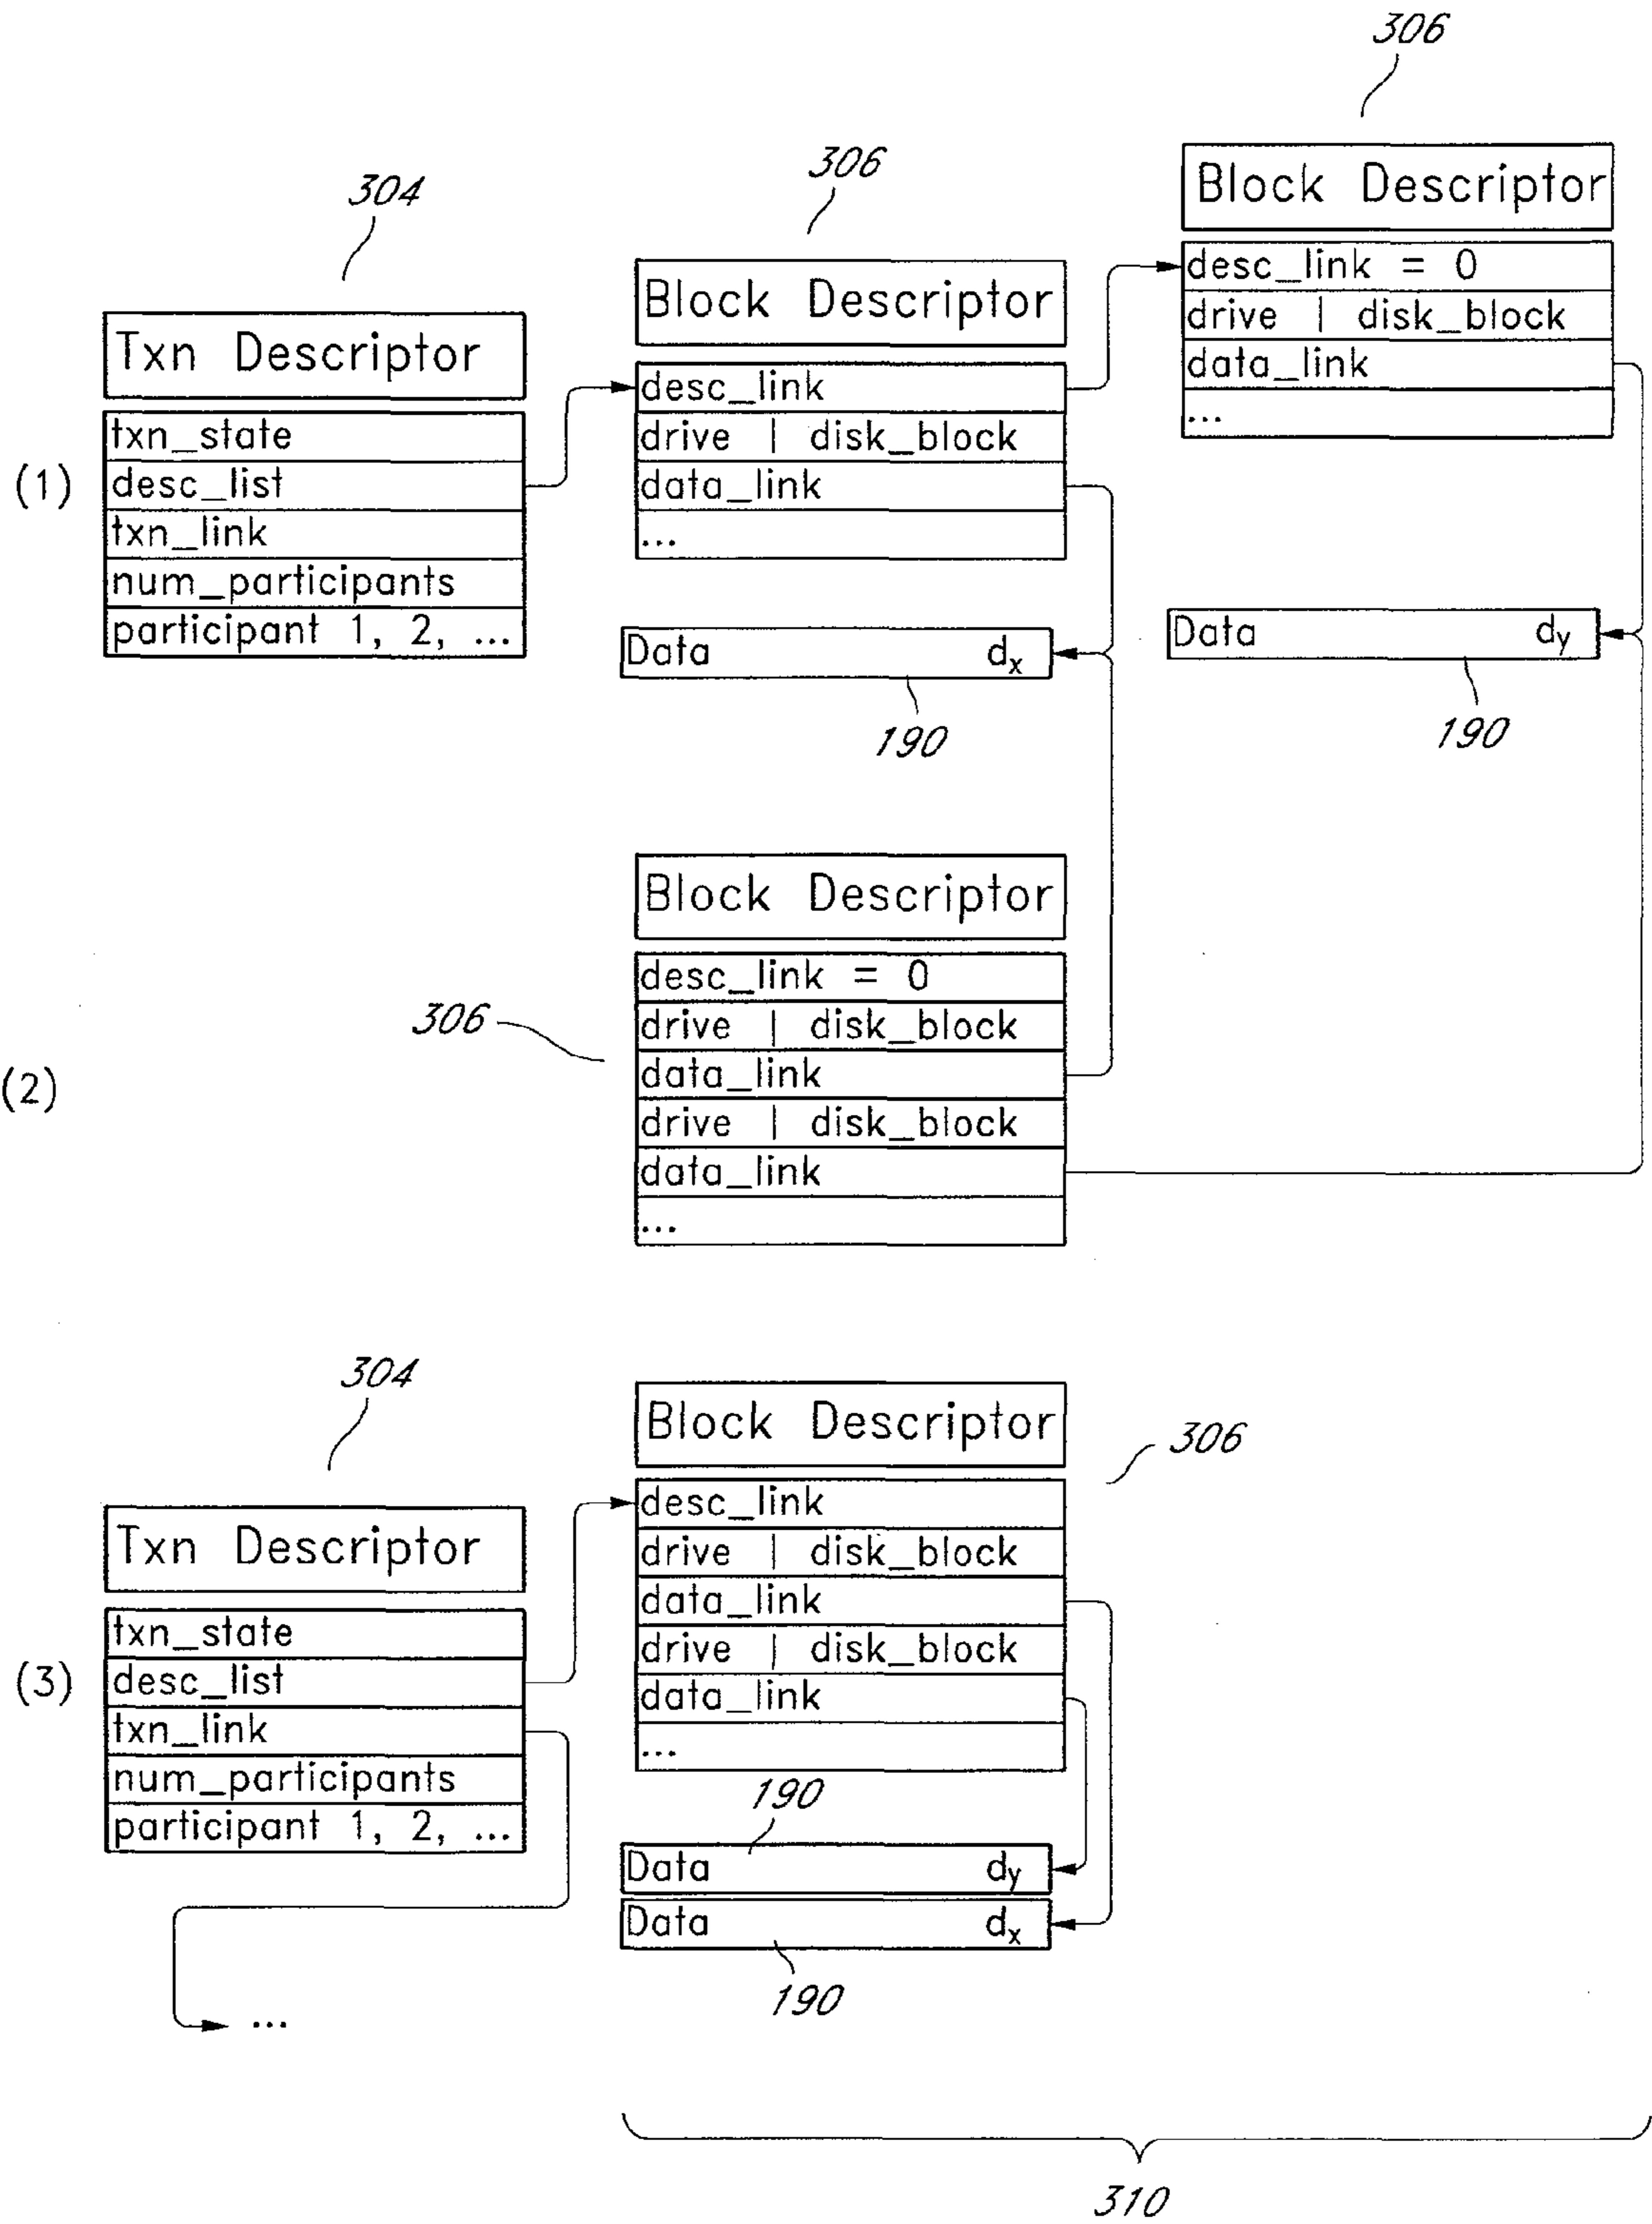 306
306
304
Block Descriptor
desc_link = 0
drive | disk_block
data_link
...
Block Descriptor
desc_link
drive | disk_block
data_link
...
Txn Descriptor
(1)
txn_state
desc_list
txn_link
num_participants
participant 1, 2, ...
Data dx
190
Data dy
190
(2)
306
Block Descriptor
desc_link = 0
drive | disk_block
data_link
drive | disk_block
data_link
...
(3)
304
Txn Descriptor
txn_state
desc_list
txn_link
num_participants
participant 1, 2, ...
...
306
Block Descriptor
desc_link
drive | disk_block
data_link
drive | disk_block
data_link
...
190
Data dy
Data dx
190
310